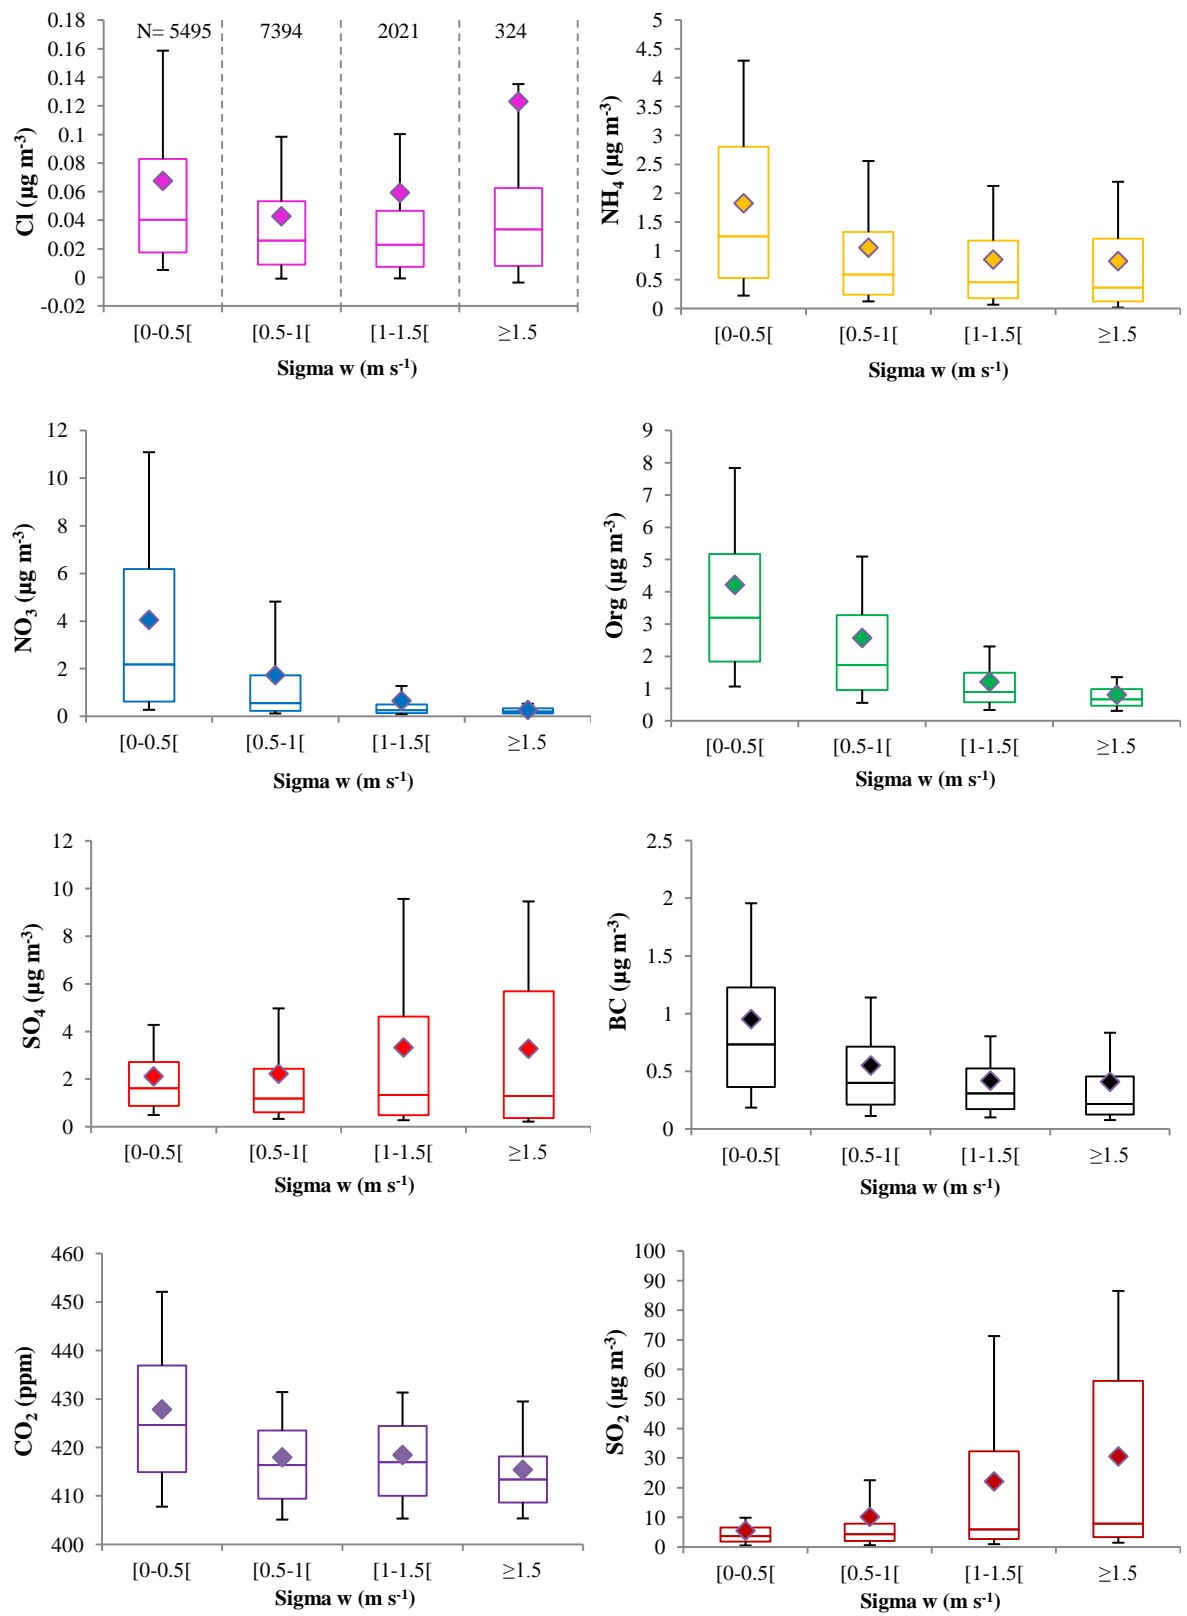 0.18
0.16
0.14
0.12
0.1
0.08
0.06
0.04
0.02
0
-0.02
Cl (µg m-3)
N= 5495 7394 2021 324
[0-0.5[ [0.5-1[ [1-1.5[ ≥1.5
Sigma w (m s-1)
5
4.5
4
3.5
3
2.5
2
1.5
1
0.5
0
NH4 (µg m-3)
[0-0.5[ [0.5-1[ [1-1.5[ ≥1.5
Sigma w (m s-1)
12
10
8
6
4
2
0
NO3 (µg m-3)
[0-0.5[ [0.5-1[ [1-1.5[ ≥1.5
Sigma w (m s-1)
9
8
7
6
5
4
3
2
1
0
Org (µg m-3)
[0-0.5[ [0.5-1[ [1-1.5[ ≥1.5
Sigma w (m s-1)
12
10
8
6
4
2
0
SO4 (µg m-3)
[0-0.5[ [0.5-1[ [1-1.5[ ≥1.5
Sigma w (m s-1)
2.5
2
1.5
1
0.5
0
BC (µg m-3)
[0-0.5[ [0.5-1[ [1-1.5[ ≥1.5
Sigma w (m s-1)
460
450
440
430
420
410
400
CO2 (ppm)
[0-0.5[ [0.5-1[ [1-1.5[ ≥1.5
Sigma w (m s-1)
100
90
80
70
60
50
40
30
20
10
0
SO2 (µg m-3)
[0-0.5[ [0.5-1[ [1-1.5[ ≥1.5
Sigma w (m s-1)